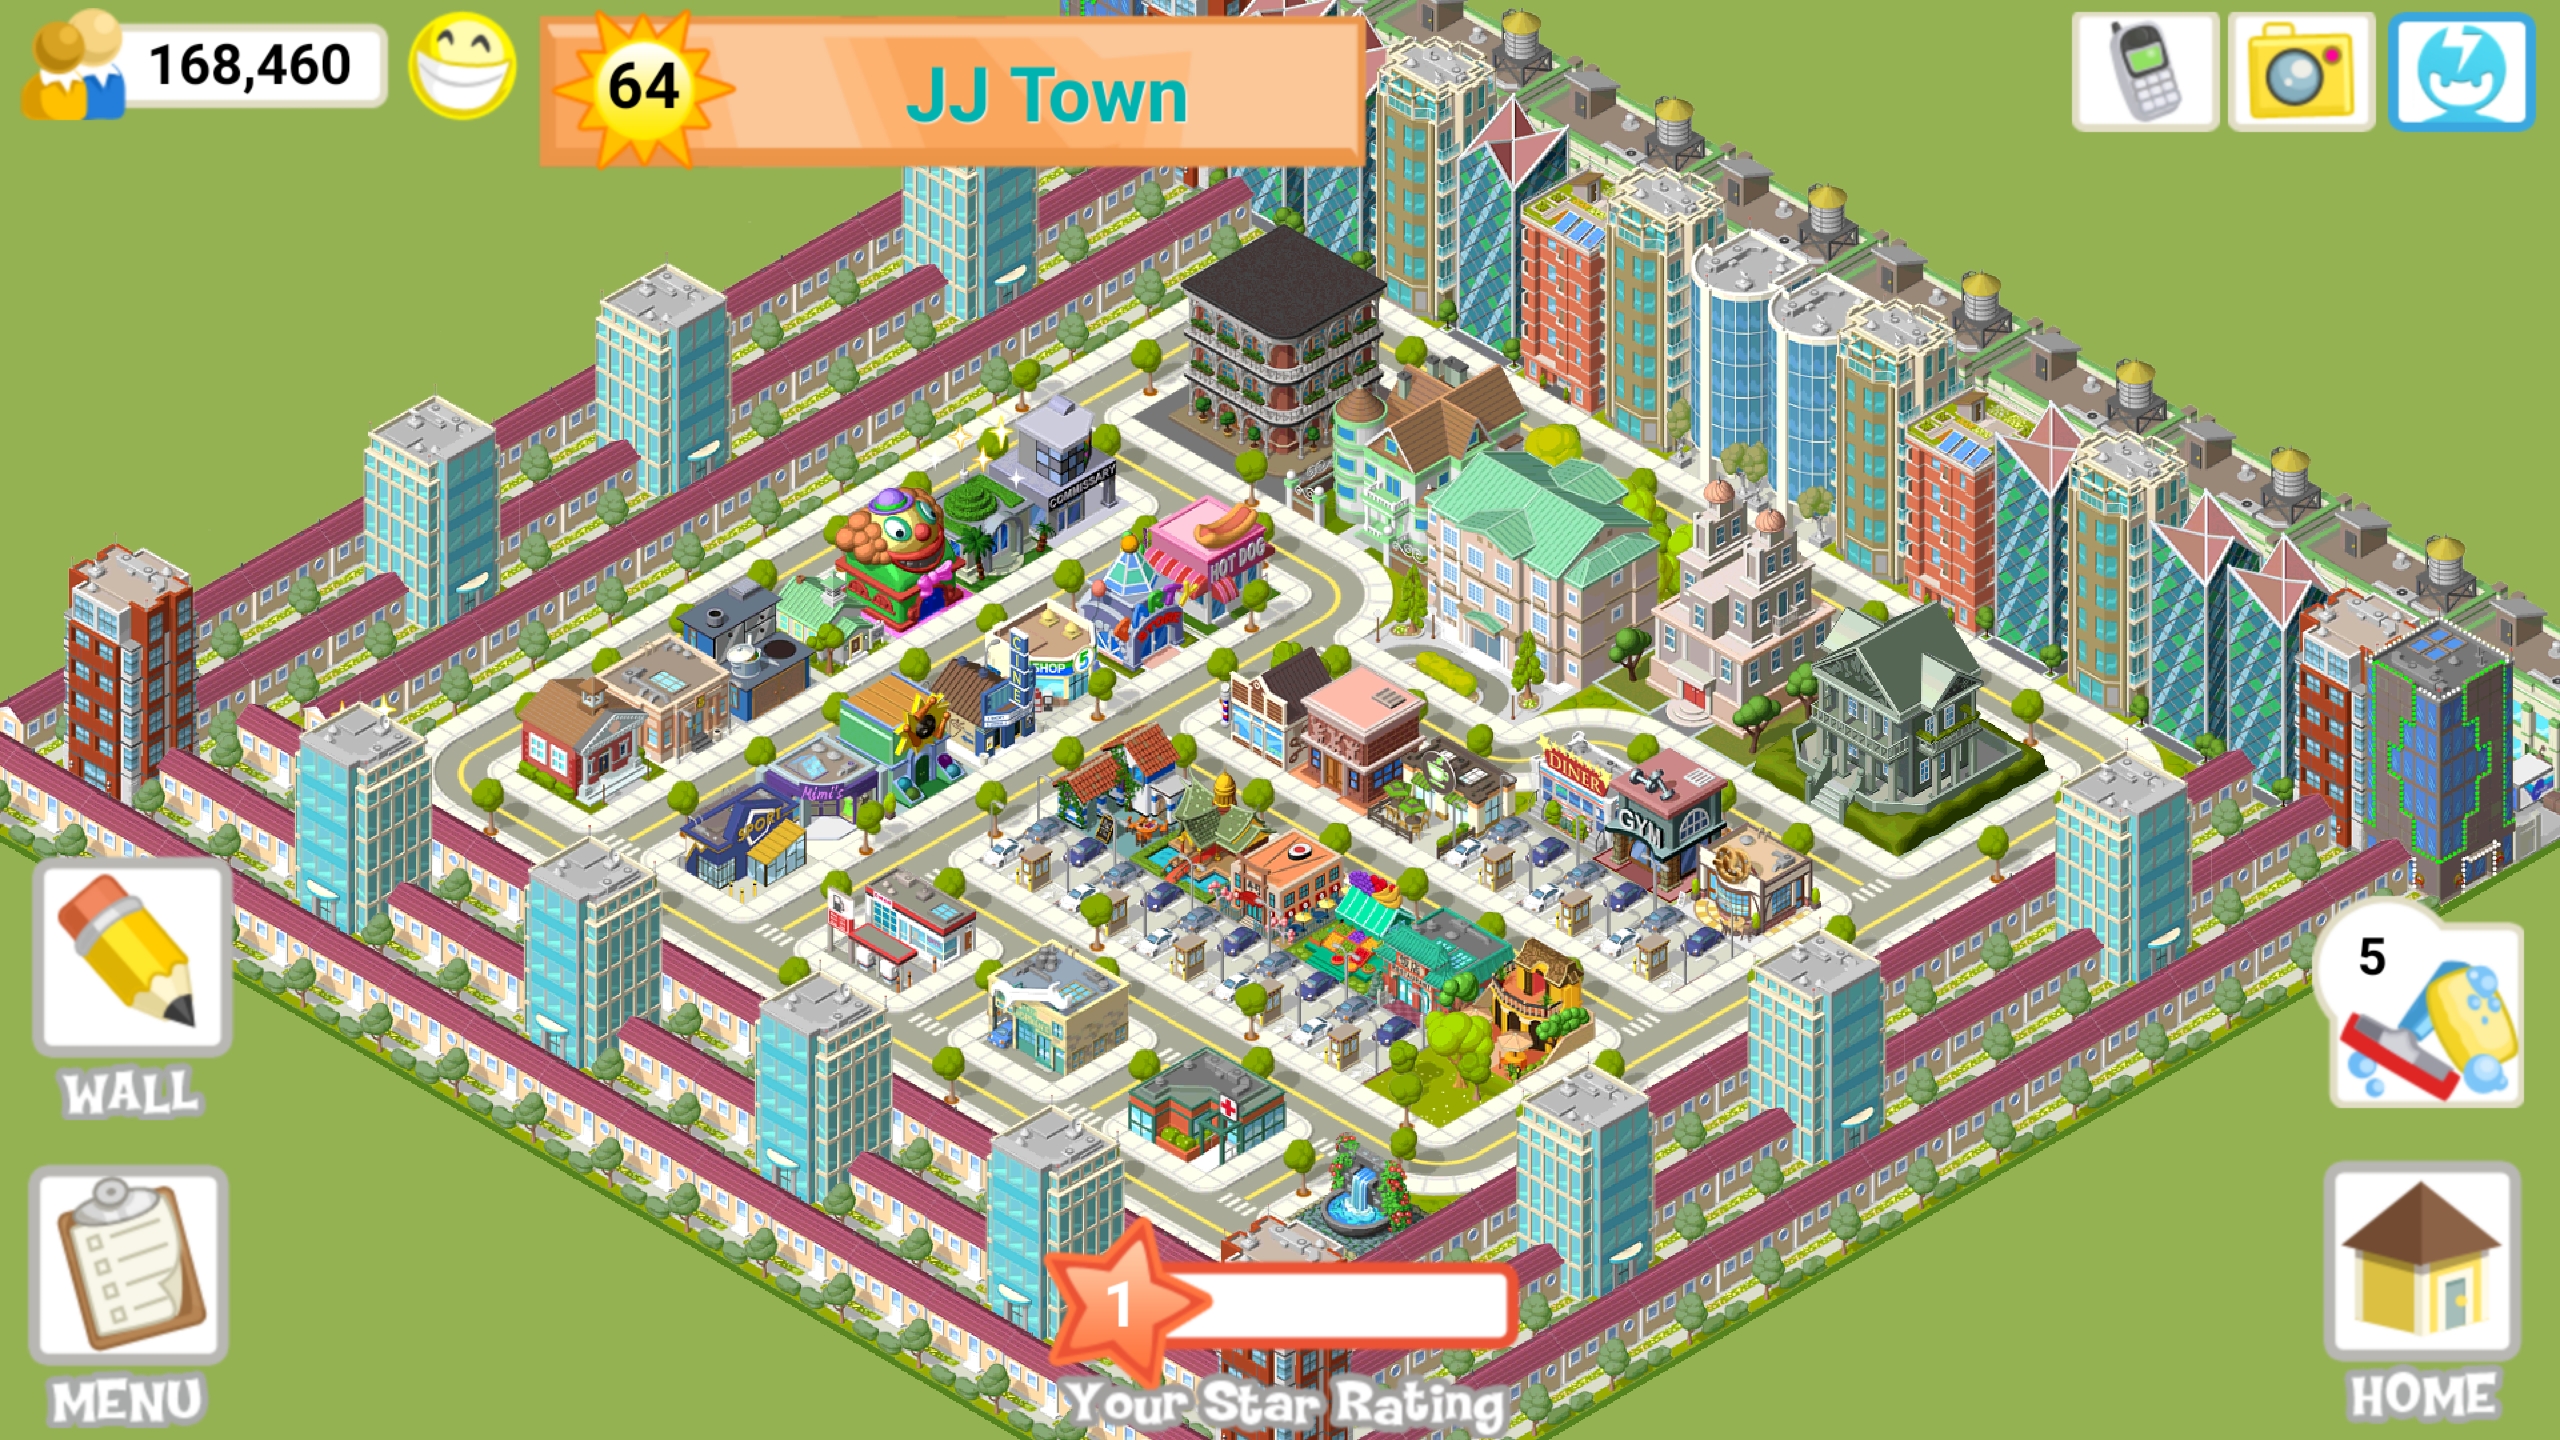 168,460
64
JJ Town
COMMISSARY
HOT DOG
SHOP 5
CINE
Mimi's
SPORT
DINER
GYM
5
WALL
MENU
1
Your Star Rating
HOME